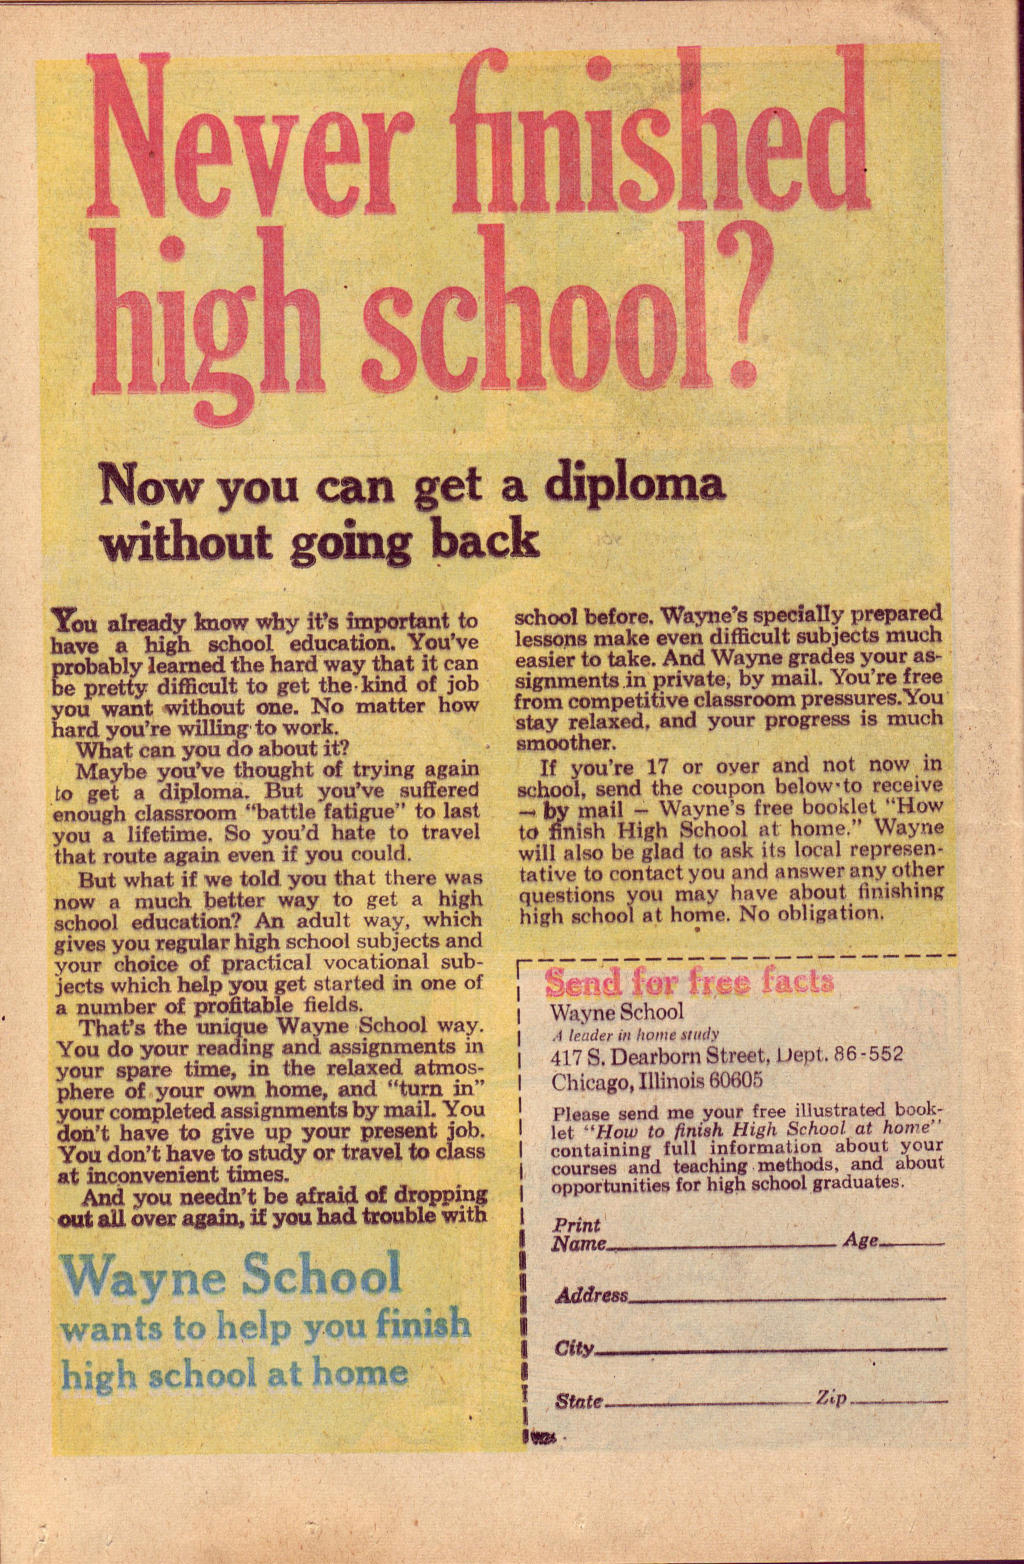 Never finished
high school?
Now you can get a diploma
without going back
You already know why it's important to
have a high school education. You've
probably learned the hard way that it can
be pretty difficult to get the kind of job
you want without one. No matter how
hard you're willing to work.
What can you do about it?
Maybe you've thought of trying again
to get a diploma. But you've suffered
enough classroom "battle fatigue" to last
you a lifetime. So you'd hate to travel
that route again even if you could.
But what if we told you that there was
now a much better way to get a high
school education? An adult way, which
gives you regular high school subjects and
your choice of practical vocational sub-
jects which help you get started in one of
a number of profitable fields.
That's the unique Wayne School way.
You do your reading and assignments in
your spare time, in the relaxed atmos-
phere of your own home, and "turn in"
your completed assignments by mail. You
don't have to give up your present job.
You don't have to study or travel to class
at inconvenient times.
And you needn't be afraid of dropping
out all over again, if you had trouble with
school before. Wayne's specially prepared
lessons make even difficult subjects much
easier to take. And Wayne grades your as-
signments in private, by mail. You're free
from competitive classroom pressures. You
stay relaxed, and your progress is much
smoother.
If you're 17 or over and not now in
school, send the coupon below to receive
— by mail — Wayne's free booklet "How
to finish High School at home." Wayne
will also be glad to ask its local represen-
tative to contact you and answer any other
questions you may have about finishing
high school at home. No obligation.
Wayne School
wants to help you finish
high school at home
Send for free facts
Wayne School
A leader in home study
417 S. Dearborn Street, Dept. 86-552
Chicago, Illinois 60605
Please send me your free illustrated book-
let "How to finish High School at home"
containing full information about your
courses and teaching methods, and about
opportunities for high school graduates.
Print
Name Age
Address
City
State Zip